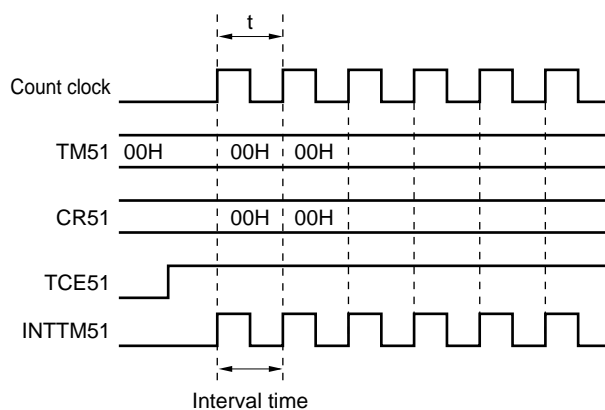 t
Count clock
TM51 00H 00H 00H
CR51 00H 00H
TCE51
INTTM51
Interval time